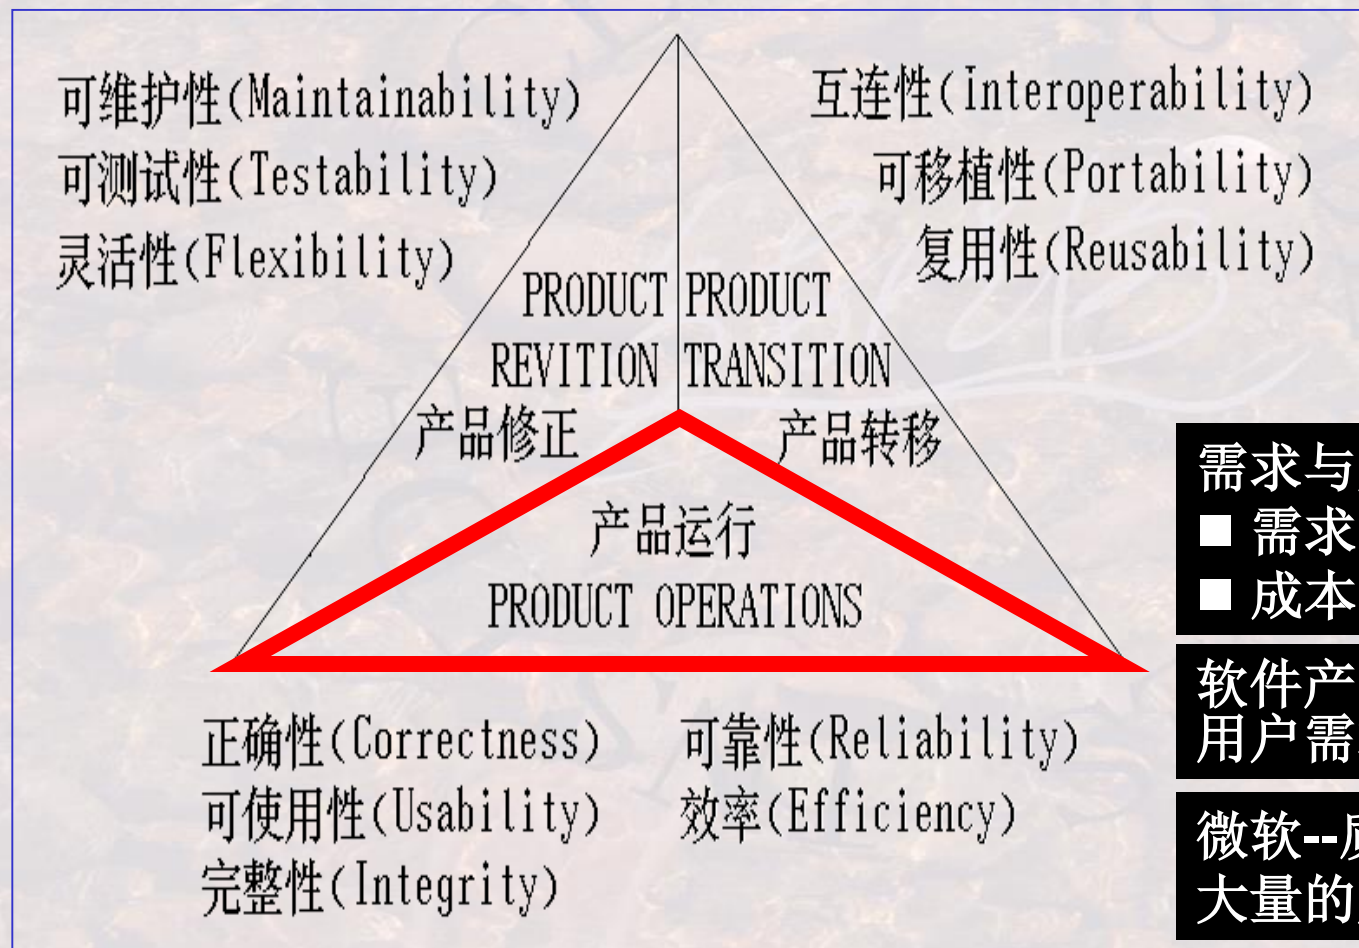 可维护性(Maintainability)
可测试性(Testability)
灵活性(Flexibility)
互连性(Interoperability)
可移植性(Portability)
复用性(Reusability)
PRODUCT
REVITION
产品修正
PRODUCT
TRANSITION
产品转移
产品运行
PRODUCT OPERATIONS
正确性(Correctness)
可靠性(Reliability)
可使用性(Usability)
效率(Efficiency)
完整性(Integrity)
需求与
■ 需求
■ 成本
软件产
用户需
微软--
大量的